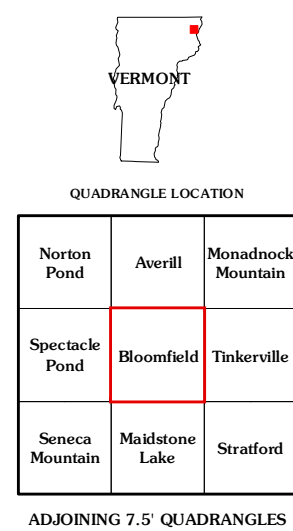 VERMONT
QUADRANGLE LOCATION
Norton
Pond
Averill
Monadnock
Mountain
Spectacle
Pond
Bloomfield
Tinkerville
Seneca
Mountain
Maidstone
Lake
Stratford
ADJOINING 7.5' QUADRANGLES